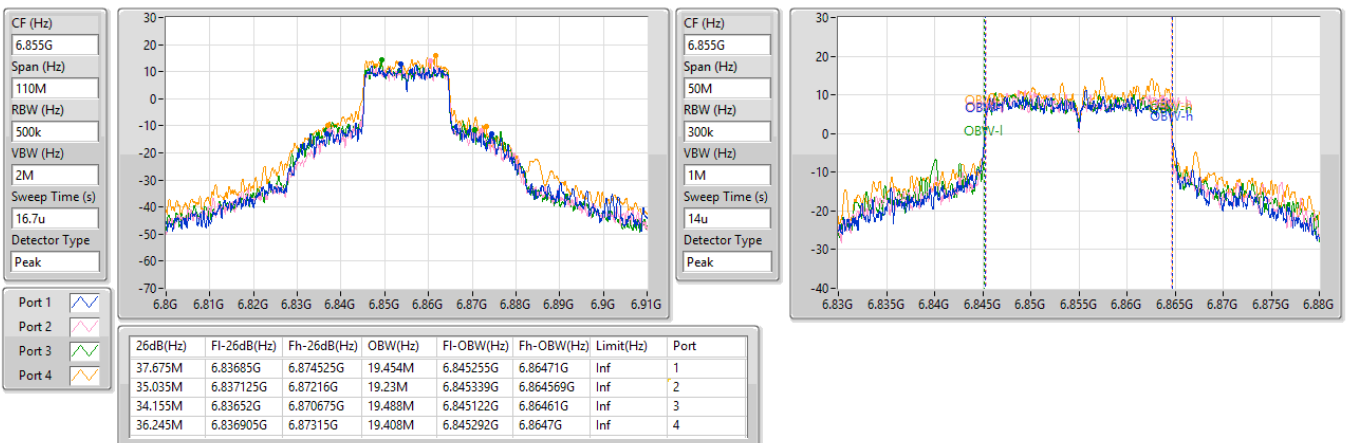 CF (Hz)
6.855G
Span (Hz)
110M
RBW (Hz)
500k
VBW (Hz)
2M
Sweep Time (s)
16.7u
Detector Type
Peak
30
20
10
0
-10
-20
-30
-40
-50
-60
-70
6.8G 6.81G 6.82G 6.83G 6.84G 6.85G 6.86G 6.87G 6.88G 6.89G 6.9G 6.91G
CF (Hz)
6.855G
Span (Hz)
50M
RBW (Hz)
300k
VBW (Hz)
1M
Sweep Time (s)
14u
Detector Type
Peak
30
20
10
0
-10
-20
-30
-40
OBW-l
OBW-h
6.83G 6.835G 6.84G 6.845G 6.85G 6.855G 6.86G 6.865G 6.87G 6.875G 6.88G
Port 1
Port 2
Port 3
Port 4
26dB(Hz) Fl-26dB(Hz) Fh-26dB(Hz) OBW(Hz) Fl-OBW(Hz) Fh-OBW(Hz) Limit(Hz) Port
37.675M 6.83685G 6.874525G 19.454M 6.845255G 6.86471G Inf 1
35.035M 6.837125G 6.87216G 19.23M 6.845339G 6.864569G Inf 2
34.155M 6.83652G 6.870675G 19.488M 6.845122G 6.86461G Inf 3
36.245M 6.836905G 6.87315G 19.408M 6.845292G 6.8647G Inf 4